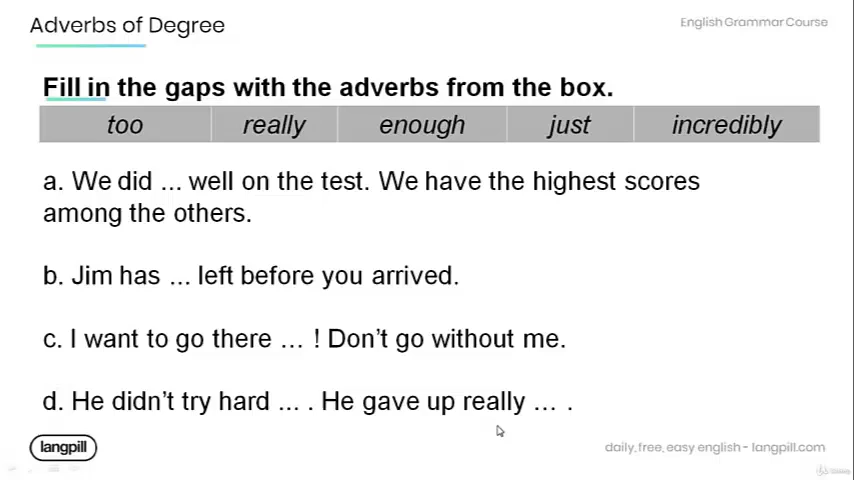 Adverbs of Degree
English Grammar Course
Fill in the gaps with the adverbs from the box.
too really enough just incredibly
a. We did ... well on the test. We have the highest scores
among the others.
b. Jim has ... left before you arrived.
c. I want to go there ... ! Don't go without me.
d. He didn't try hard ... . He gave up really ... .
langpill
daily, free, easy english - langpill.com
Udemy